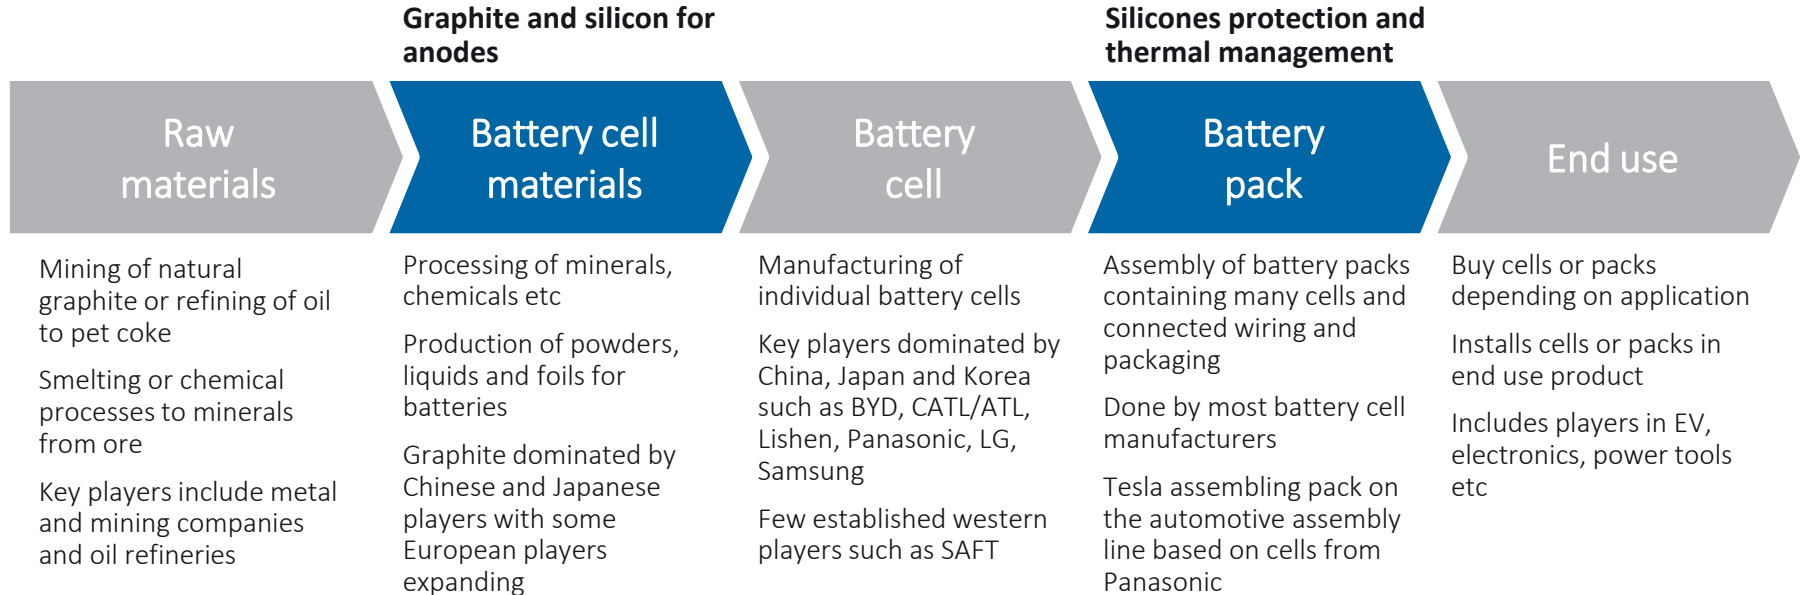 Graphite and silicon for
anodes
Silicones protection and
thermal management
Raw
materials
Battery cell
materials
Battery
cell
Battery
pack
End use
Mining of natural
graphite or refining of oil
to pet coke
Smelting or chemical
processes to minerals
from ore
Key players include metal
and mining companies
and oil refineries
Processing of minerals,
chemicals etc
Production of powders,
liquids and foils for
batteries
Graphite dominated by
Chinese and Japanese
players with some
European players
expanding
Manufacturing of
individual battery cells
Key players dominated by
China, Japan and Korea
such as BYD, CATL/ATL,
Lishen, Panasonic, LG,
Samsung
Few established western
players such as SAFT
Assembly of battery packs
containing many cells and
connected wiring and
packaging
Done by most battery cell
manufacturers
Tesla assembling pack on
the automotive assembly
line based on cells from
Panasonic
Buy cells or packs
depending on application
Installs cells or packs in
end use product
Includes players in EV,
electronics, power tools
etc